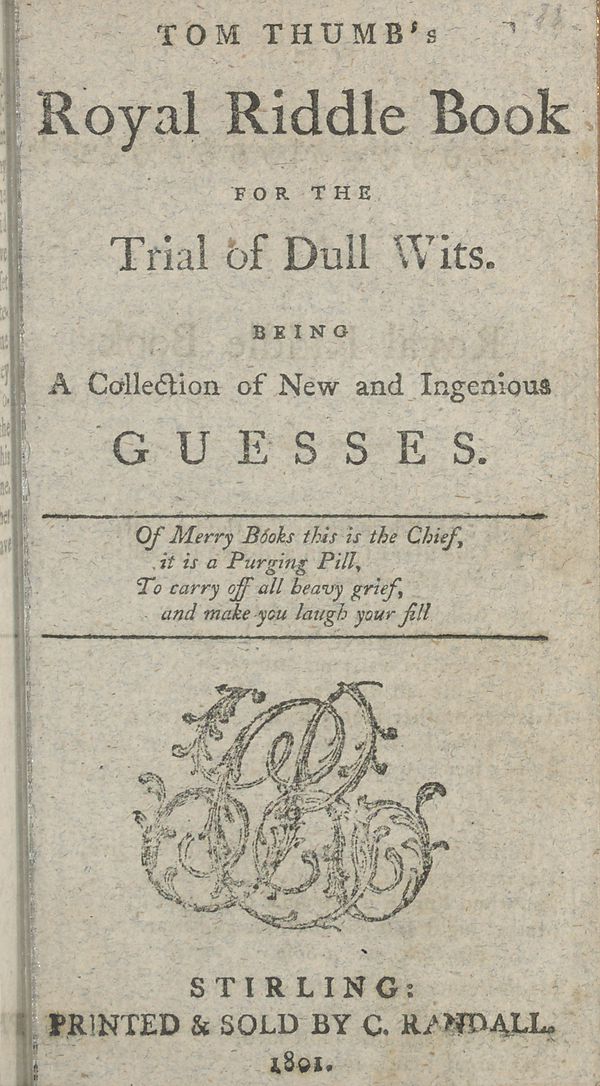 TOM THUMB's
Royal Riddle Book
FOR THE
Trial of Dull Wits.
BEING
A Collection of New and Ingenious
GUESSES.
Of Merry Books this is the Chief,
it is a Purging Pill,
To carry off all heavy grief,
and make you laugh your fill
STIRLING:
PRINTED & SOLD BY C. RANDALL.
1801.